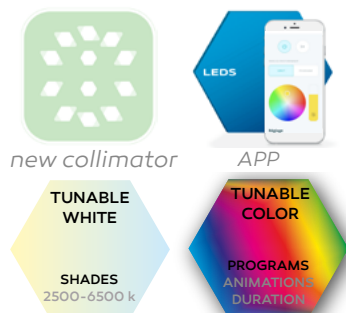 LEDS
new collimator
APP
TUNABLE
WHITE
SHADES
2500-6500 k
TUNABLE
COLOR
PROGRAMS
ANIMATIONS
DURATION